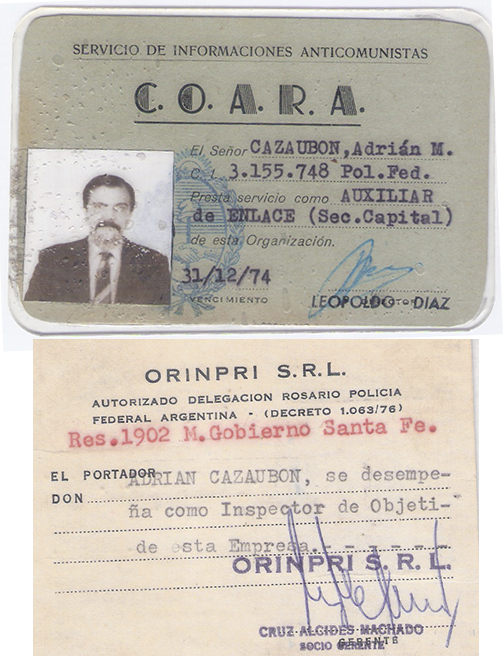 SERVICIO DE INFORMACIONES ANTICOMUNISTAS
C.O.A.R.A.
El Señor CAZAUBON, Adrián M.
C. I. 3.155.748 Pol.Fed.
Presta servicio como AUXILIAR
de ENLACE (Sec.Capital)
de esta Organización.
31/12/74
VENCIMIENTO
LEOPOLDO DIAZ
DIRECTOR
ORINPRI S.R.L.
AUTORIZADO DELEGACION ROSARIO POLICIA
FEDERAL ARGENTINA - (DECRETO 1.063/76)
Res.1902 M.Gobierno Santa Fe.
EL PORTADOR
DON ADRIAN CAZAUBON, se desempe-
ña como Inspector de Objeti-
de esta Empresa.- - - - - -
ORINPRI S. R. L.
CRUZ ALCIDES MACHADO
SOCIO GERENTE
GERENTE